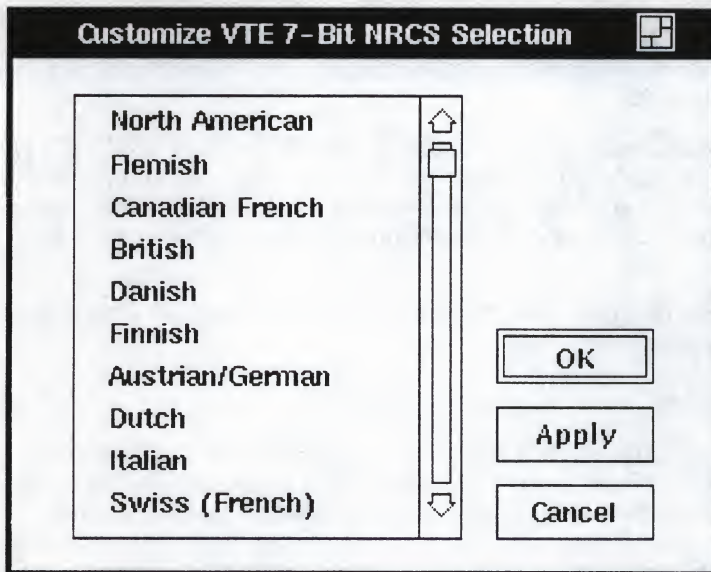 Customize VTE 7-Bit NRCS Selection
North American
Flemish
Canadian French
British
Danish
Finnish
Austrian/German
Dutch
Italian
Swiss (French)
OK
Apply
Cancel